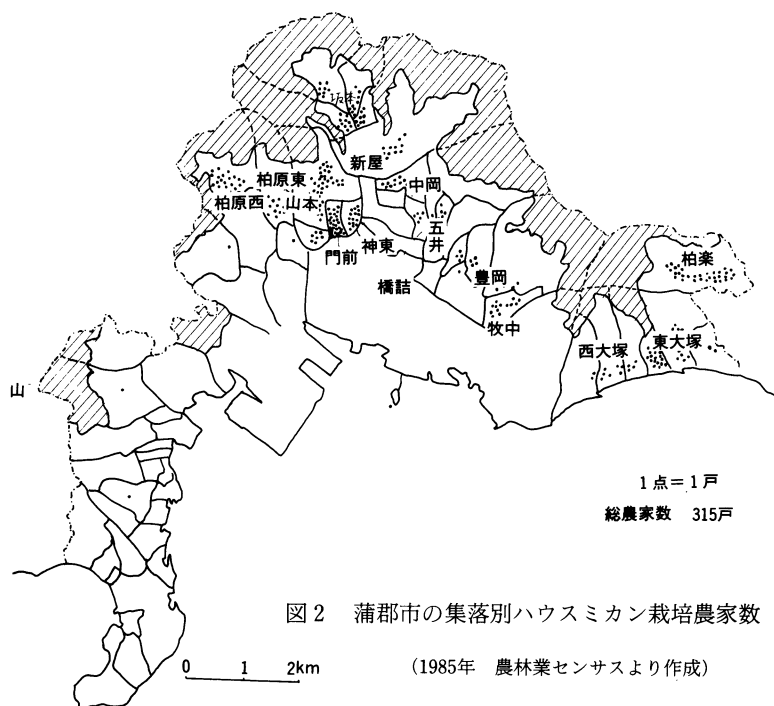 新屋
柏原東
中岡
柏原西
山本
五井
神東
門前
柏楽
豊岡
橋詰
牧中
東大塚
西大塚
山
1点=1戸
総農家数 315戸
図2 蒲郡市の集落別ハウスミカン栽培農家数
0 1 2km
(1985年 農林業センサスより作成)